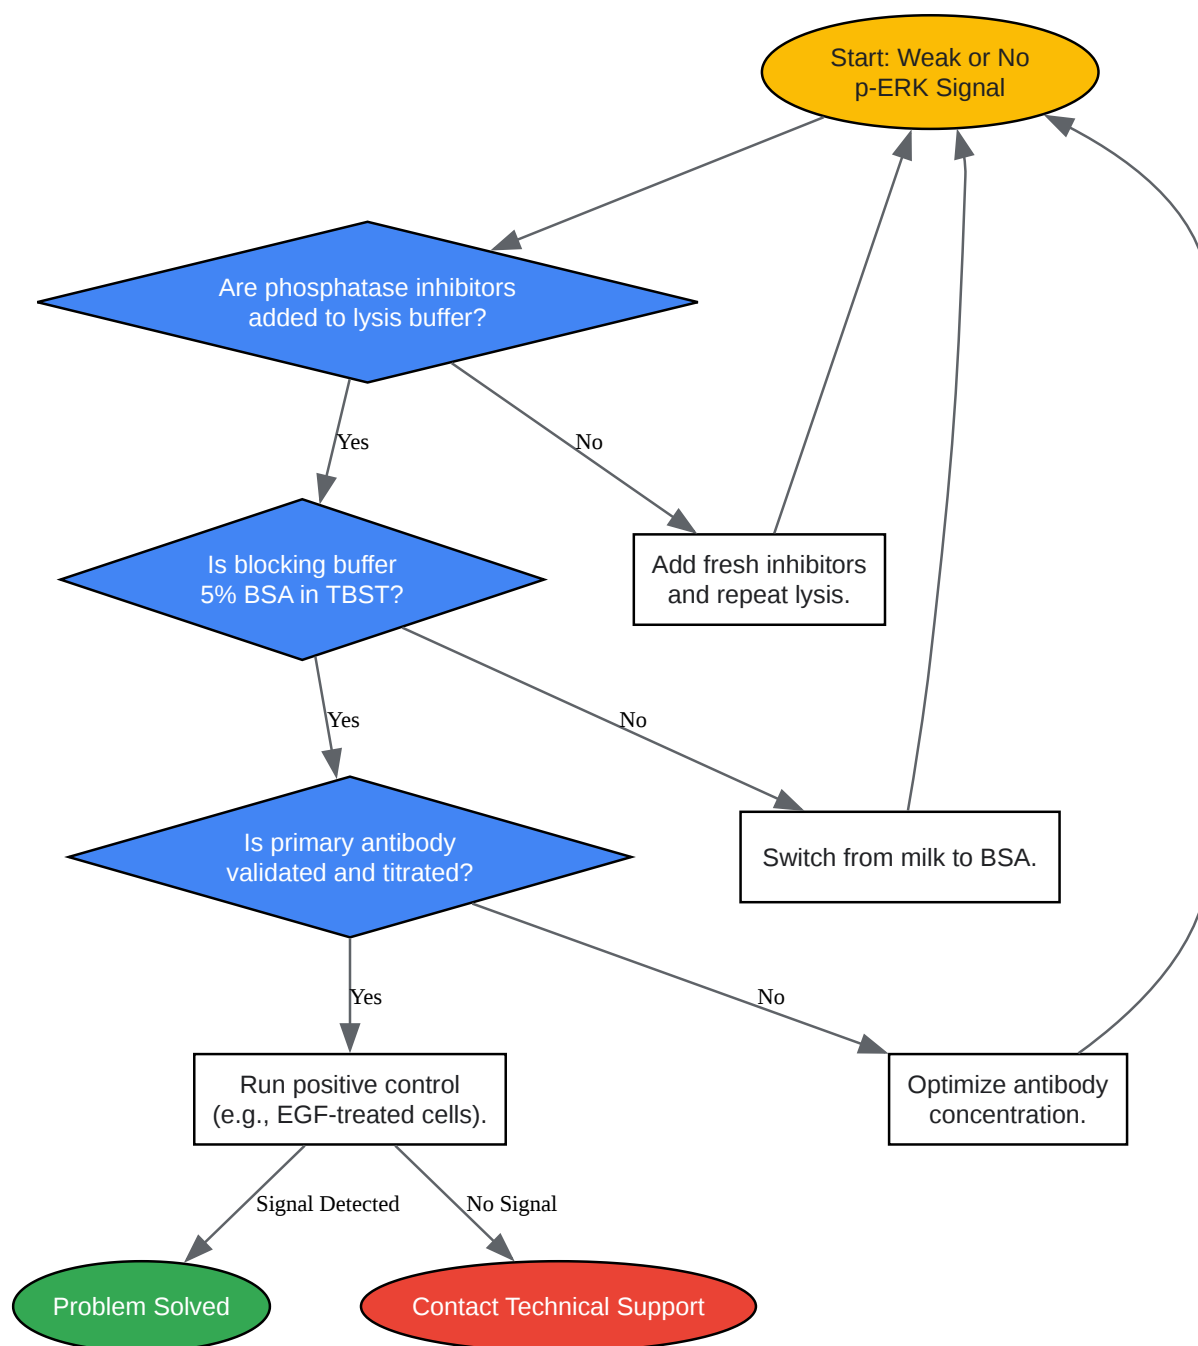 Start: Weak or No
p-ERK Signal
Are phosphatase inhibitors
added to lysis buffer?
Yes
No
Is blocking buffer
5% BSA in TBST?
Add fresh inhibitors
and repeat lysis.
Yes
No
Is primary antibody
validated and titrated?
Switch from milk to BSA.
Yes
No
Run positive control
(e.g., EGF-treated cells).
Optimize antibody
concentration.
Signal Detected
No Signal
Problem Solved
Contact Technical Support